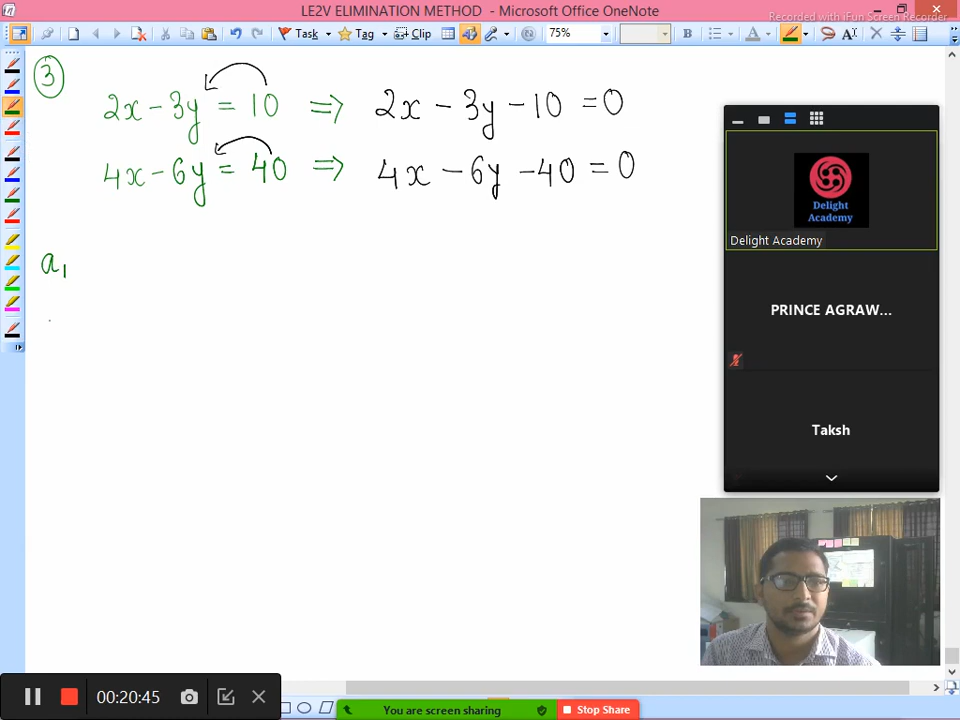 LE2V ELIMINATION METHOD - Microsoft Office OneNote
Recorded with iFun Screen Recorder
Task Tag Clip 75% B
3
2x - 3y = 10 ⇒ 2x - 3y - 10 = 0
4x - 6y = 40 ⇒ 4x - 6y - 40 = 0
a₁
Delight
Academy
Delight Academy
PRINCE AGRAW...
Taksh
00:20:45
You are screen sharing
Stop Share